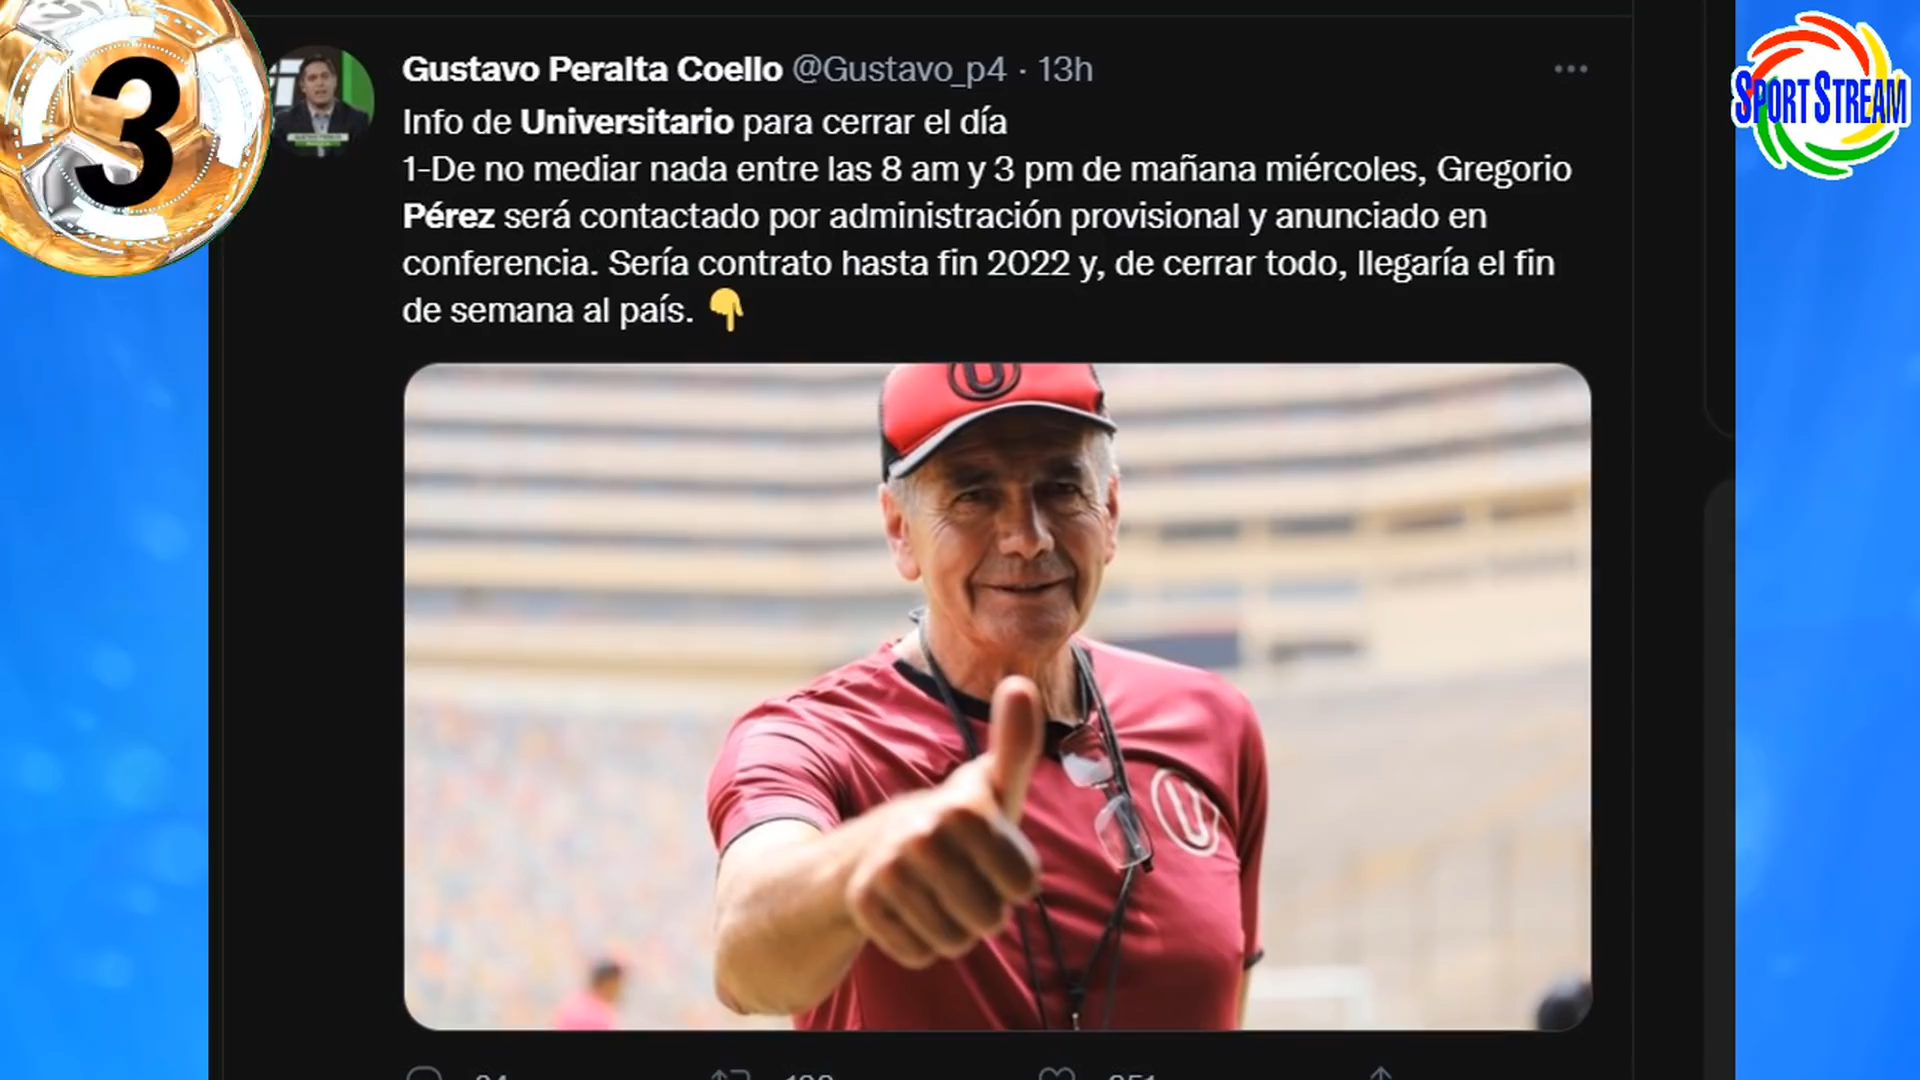 3
SPORT STREAM
Gustavo Peralta Coello @Gustavo_p4 · 13h
Info de Universitario para cerrar el día
1-De no mediar nada entre las 8 am y 3 pm de mañana miércoles, Gregorio
Pérez será contactado por administración provisional y anunciado en
conferencia. Sería contrato hasta fin 2022 y, de cerrar todo, llegaría el fin
de semana al país. 👇
U
U